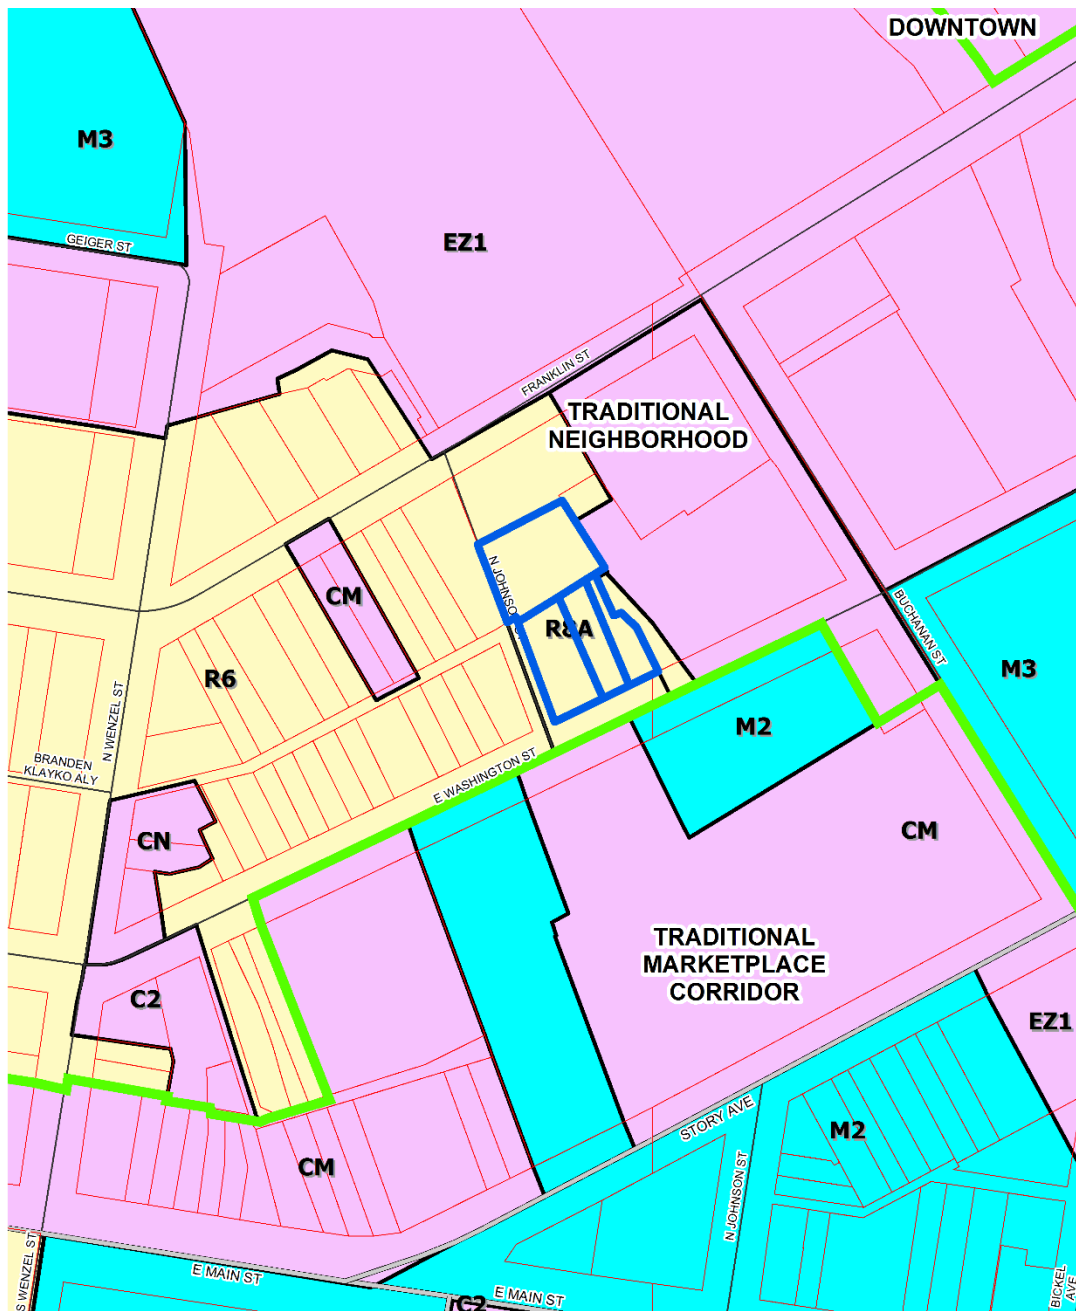 DOWNTOWN
M3
GEIGER ST
EZ1
FRANKLIN ST
TRADITIONAL
NEIGHBORHOOD
N JOHNSON ST
CM
R8A
BUCHANAN ST
R6
M3
N WENZEL ST
M2
BRANDEN
KLAYKO ALY
E WASHINGTON ST
CN
CM
TRADITIONAL
MARKETPLACE
CORRIDOR
C2
EZ1
STORY AVE
M2
CM
N JOHNSON ST
S WENZEL ST
E MAIN ST
E MAIN ST
C2
BICKEL
AVE